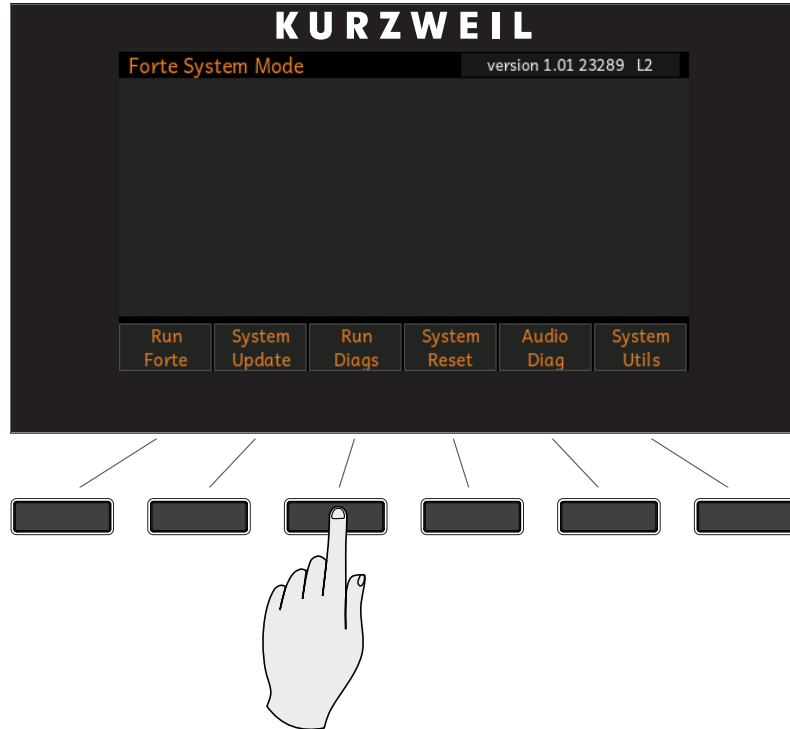 KURZWEIL
Forte System Mode version 1.01 23289 L2
Run System Run System Audio System
Forte Update Diags Reset Diag Utils